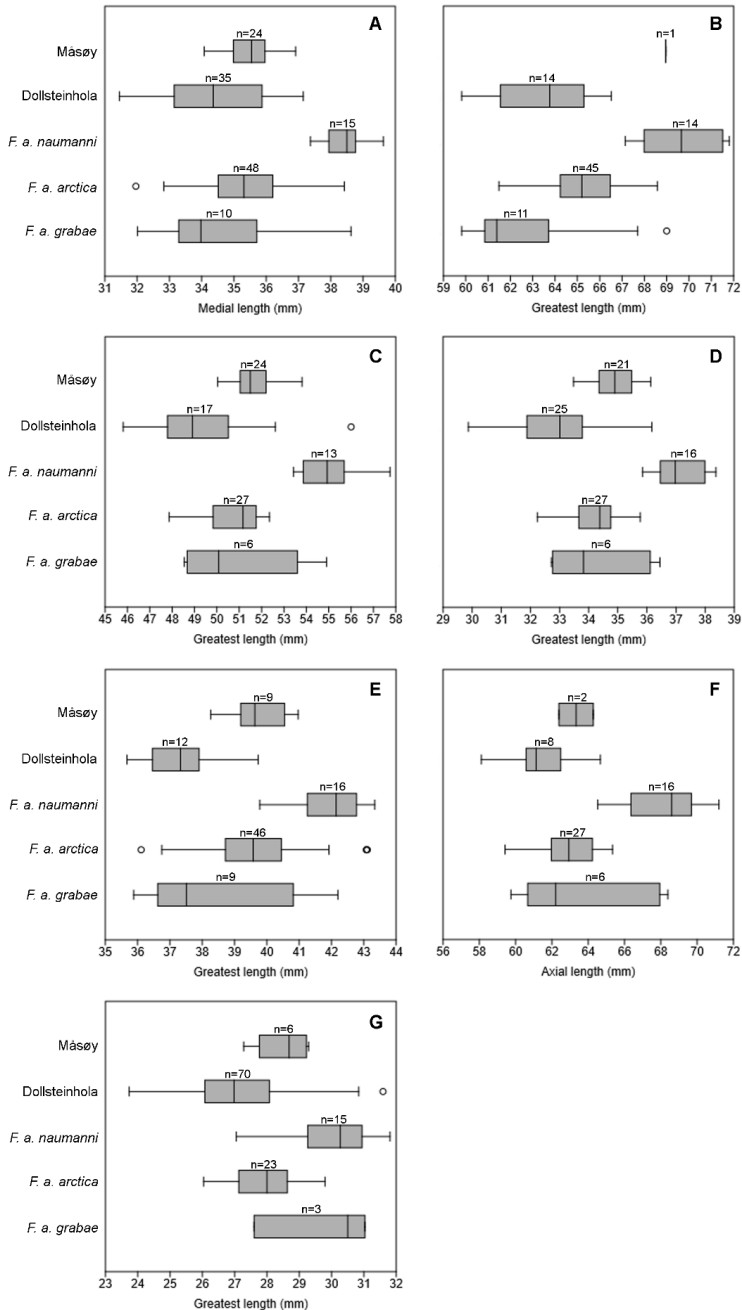 A
Måsøy
n=24
Dollsteinhola
n=35
F. a. naumanni
n=15
F. a. arctica
n=48
F. a. grabae
n=10
31 32 33 34 35 36 37 38 39 40
Medial length (mm)
B
n=1
n=14
n=14
n=45
n=11
59 60 61 62 63 64 65 66 67 68 69 70 71 72
Greatest length (mm)
C
Måsøy
n=24
Dollsteinhola
n=17
F. a. naumanni
n=13
F. a. arctica
n=27
F. a. grabae
n=6
45 46 47 48 49 50 51 52 53 54 55 56 57 58
Greatest length (mm)
D
n=21
n=25
n=16
n=27
n=6
29 30 31 32 33 34 35 36 37 38 39
Greatest length (mm)
E
Måsøy
n=9
Dollsteinhola
n=12
F. a. naumanni
n=16
F. a. arctica
n=46
F. a. grabae
n=9
35 36 37 38 39 40 41 42 43 44
Greatest length (mm)
F
n=2
n=8
n=16
n=27
n=6
56 58 60 62 64 66 68 70 72
Axial length (mm)
G
Måsøy
n=6
Dollsteinhola
n=70
F. a. naumanni
n=15
F. a. arctica
n=23
F. a. grabae
n=3
23 24 25 26 27 28 29 30 31 32
Greatest length (mm)